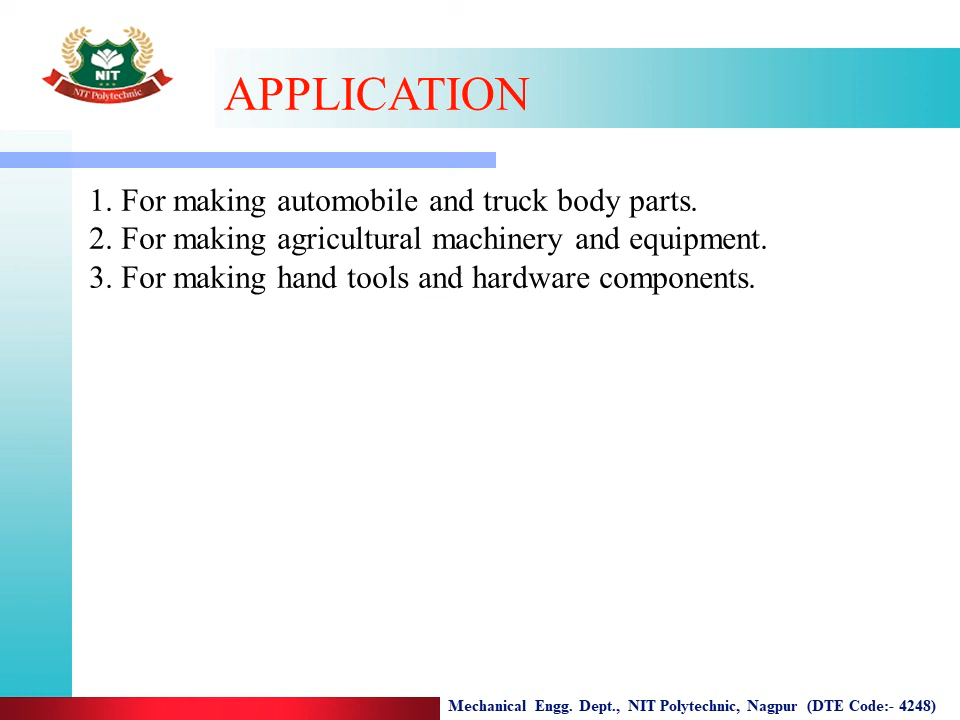 NIT
NIT Polytechnic
APPLICATION
1. For making automobile and truck body parts.
2. For making agricultural machinery and equipment.
3. For making hand tools and hardware components.
Mechanical Engg. Dept., NIT Polytechnic, Nagpur (DTE Code:- 4248)